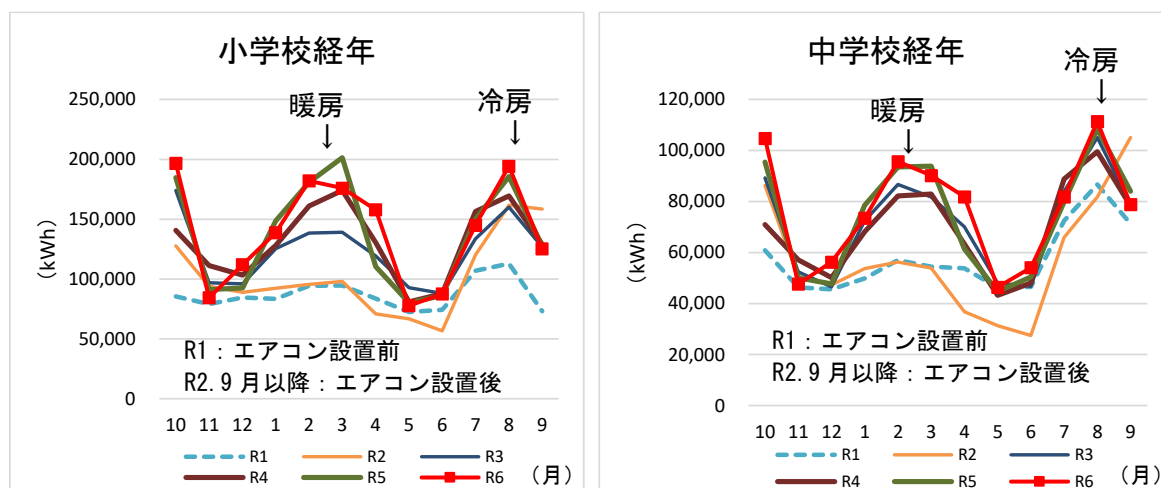 小学校経年
暖房
↓
冷房
↓
(kWh)
250,000
200,000
150,000
100,000
50,000
0
R1：エアコン設置前
R2.9月以降：エアコン設置後
10 11 12 1 2 3 4 5 6 7 8 9
R1 R2 R3
R4 R5 R6 (月)
中学校経年
暖房
↓
冷房
↓
(kWh)
120,000
100,000
80,000
60,000
40,000
20,000
0
R1：エアコン設置前
R2.9月以降：エアコン設置後
10 11 12 1 2 3 4 5 6 7 8 9
R1 R2 R3
R4 R5 R6 (月)